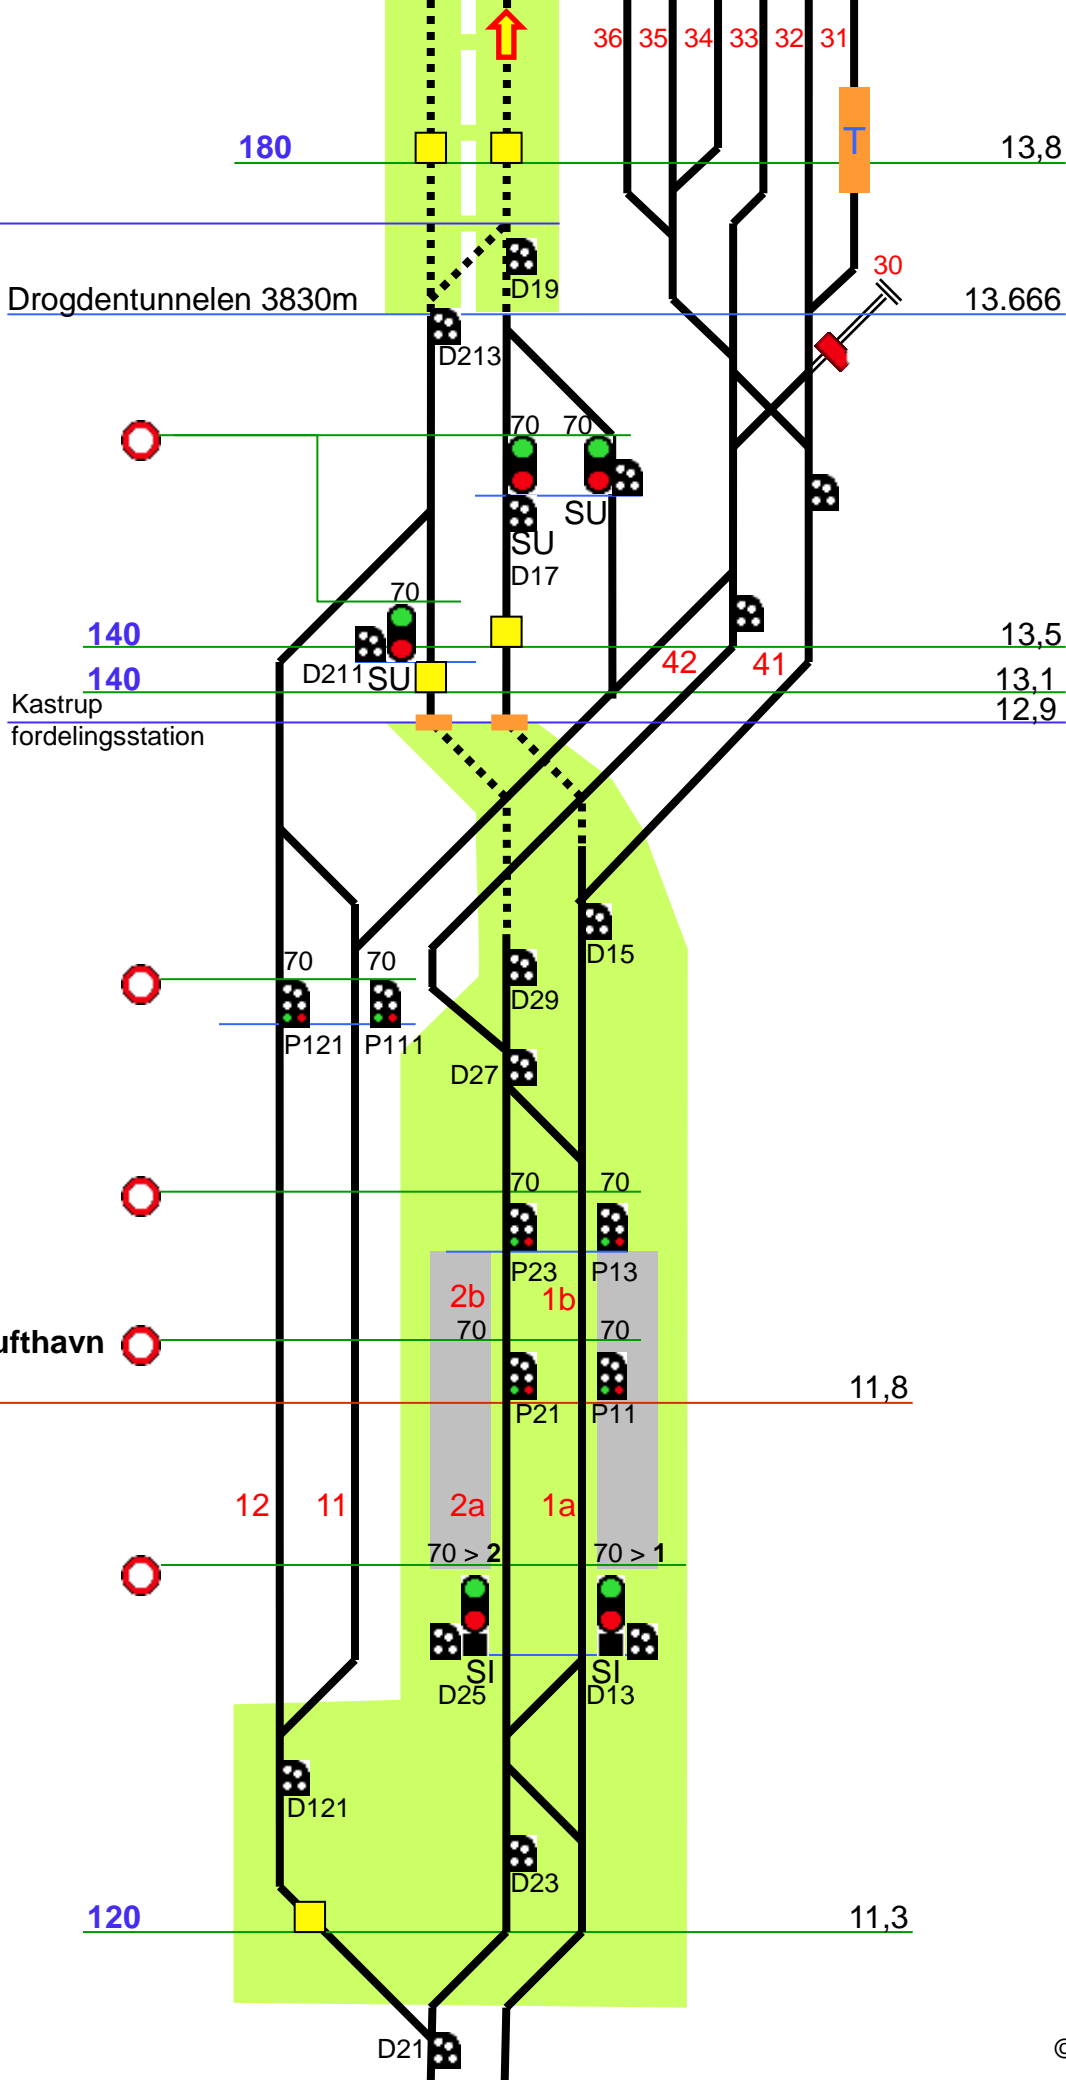 36 35 34 33 32 31
180 T 13,8
30
D19
Drogdentunnelen 3830m 13.666
D213
70 70
SU
SU
D17
70
140 13,5
42 41
D211 SU
140 13,1
Kastrup 12,9
fordelingsstation
D15
70 70
D29
P121 P111
D27
70 70
P23 P13
2b 1b
70 70
ufthavn
11,8
P21 P11
12 11 2a 1a
70 > 2 70 > 1
SI SI
D25 D13
D121
D23
120 11,3
D21
©